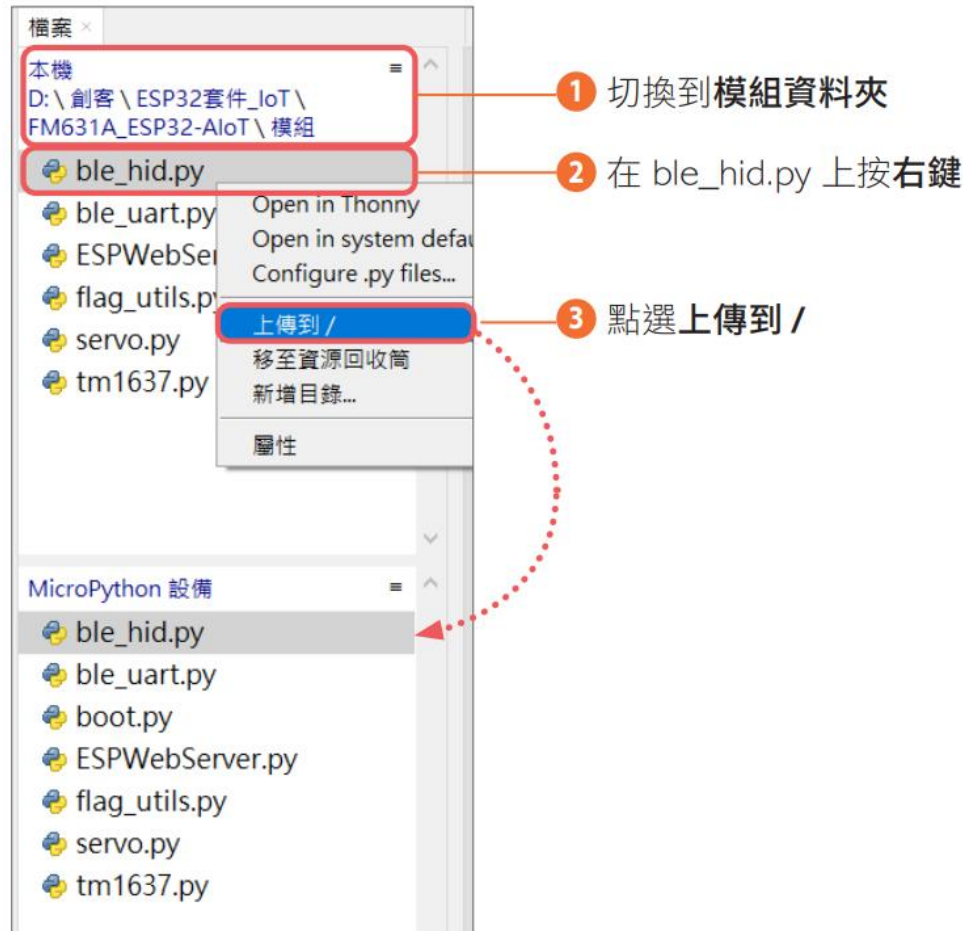 檔案 ×
本機
D: \ 創客 \ ESP32套件_IoT \
FM631A_ESP32-AIoT \ 模組
1 切換到模組資料夾
ble_hid.py
2 在 ble_hid.py 上按右鍵
ble_uart.py
Open in Thonny
Open in system defau
ESPWebSer
Configure .py files...
flag_utils.py
上傳到 /
3 點選上傳到 /
servo.py
移至資源回收筒
tm1637.py
新增目錄...
屬性
MicroPython 設備
ble_hid.py
ble_uart.py
boot.py
ESPWebServer.py
flag_utils.py
servo.py
tm1637.py